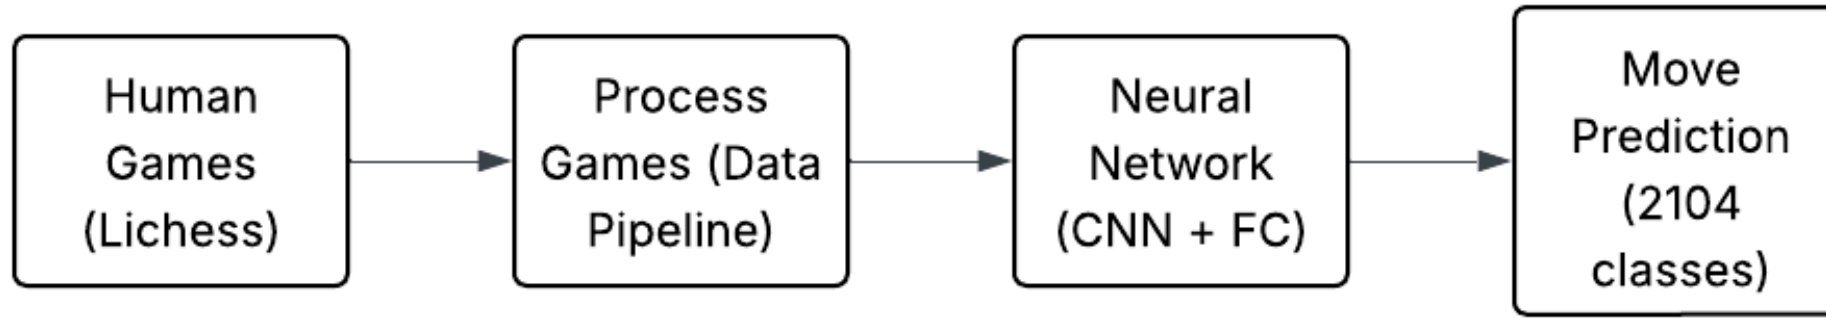 Human
Games
(Lichess)
Process
Games (Data
Pipeline)
Neural
Network
(CNN + FC)
Move
Prediction
(2104
classes)